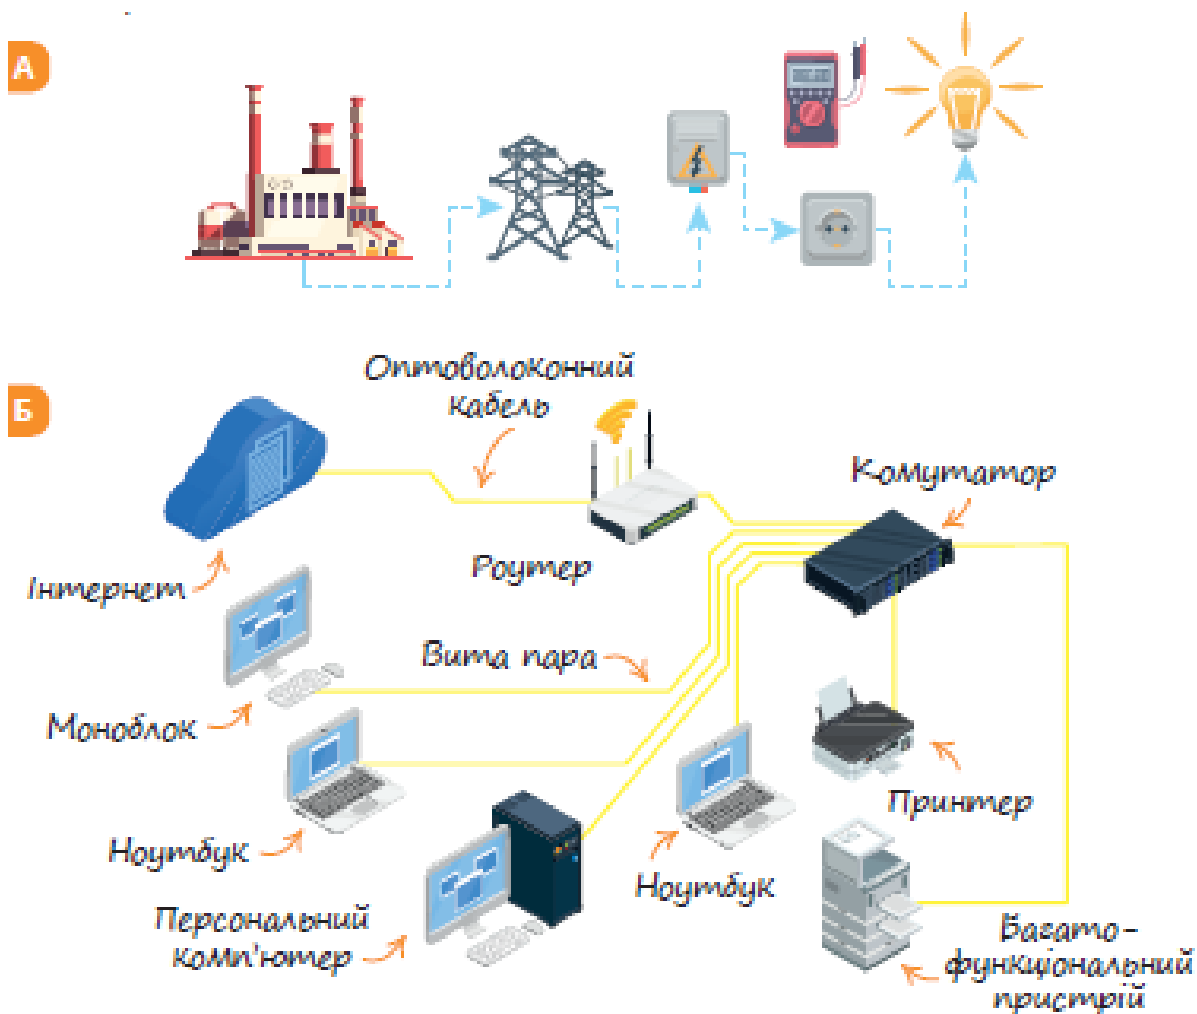 А
Б
Оптоволоконний
кабель
Комутатор
Роутер
Інтернет
Вита пара
Моноблок
Принтер
Ноутбук
Ноутбук
Персональний
комп'ютер
Багато-
функціональний
пристрій